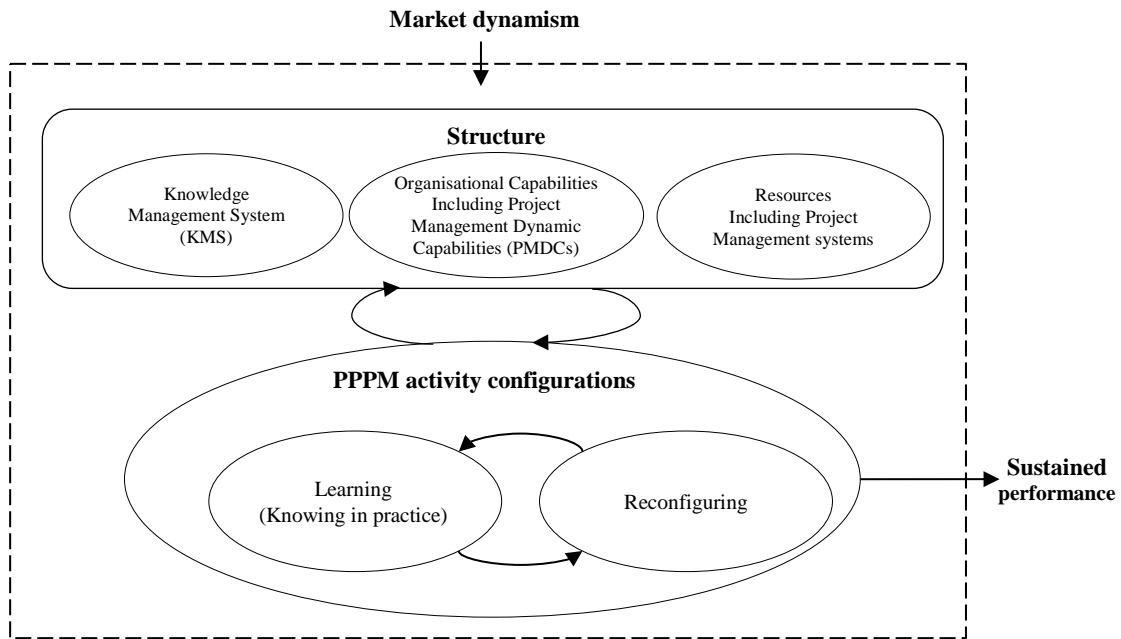 Market dynamism
Structure
Knowledge
Management System
(KMS)
Organisational Capabilities
Including Project
Management Dynamic
Capabilities (PMDCs)
Resources
Including Project
Management systems
PPPM activity configurations
Learning
(Knowing in practice)
Reconfiguring
Sustained
performance